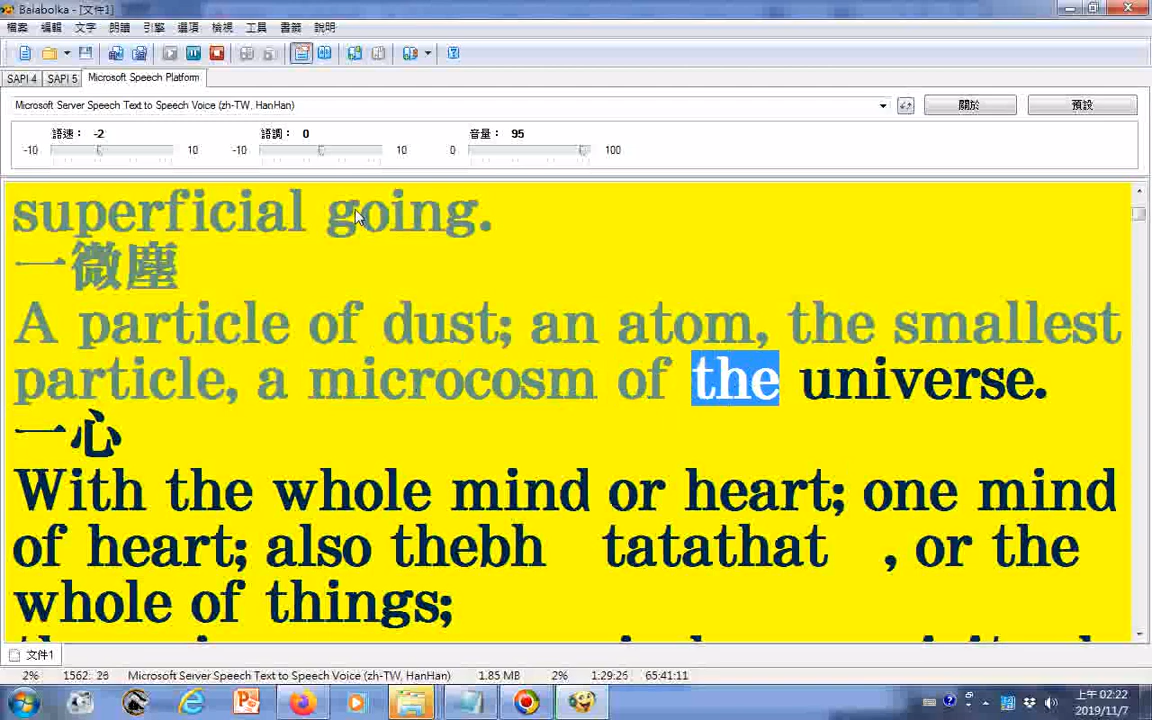 Balabolka - [文件1]
檔案 編輯 文字 朗讀 引擎 選項 檢視 工具 書籤 說明
SAPI 4 SAPI 5 Microsoft Speech Platform
Microsoft Server Speech Text to Speech Voice (zh-TW, HanHan) 關於 預設
語速： -2 語調： 0 音量： 95
-10 10 -10 10 0 100
superficial going.
一微塵
A particle of dust; an atom, the smallest
particle, a microcosm of the universe.
一心
With the whole mind or heart; one mind
of heart; also thebh tatathat , or the
whole of things;
文件1
2% 1562: 26 Microsoft Server Speech Text to Speech Voice (zh-TW, HanHan) 1.85 MB 2% 1:29:25 65:41:11
上午 02:22
2019/11/7